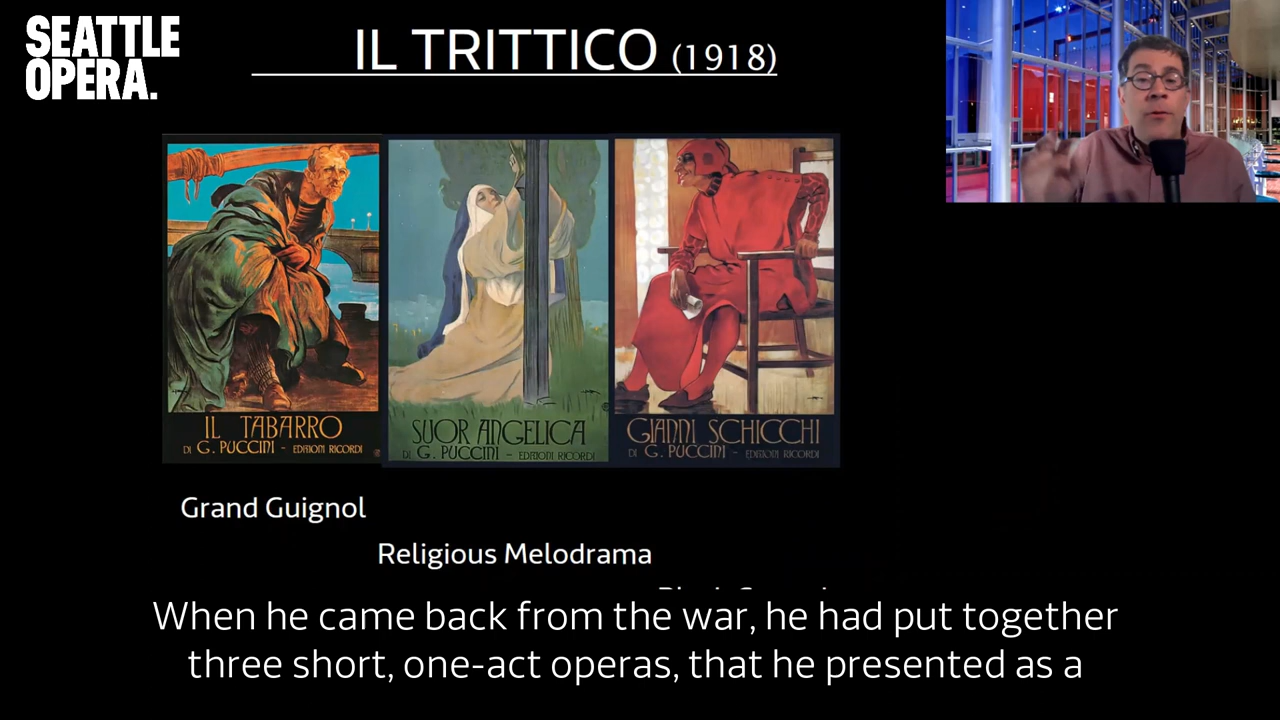 SEATTLE
OPERA.
IL TRITTICO (1918)
IL TABARRO
DI G. PUCCINI - EDIZIONI RICORDI
SUOR ANGELICA
DI G. PUCCINI - EDIZIONI RICORDI
GIANNI SCHICCHI
DI G. PUCCINI - EDIZIONI RICORDI
Grand Guignol
Religious Melodrama
When he came back from the war, he had put together
three short, one-act operas, that he presented as a